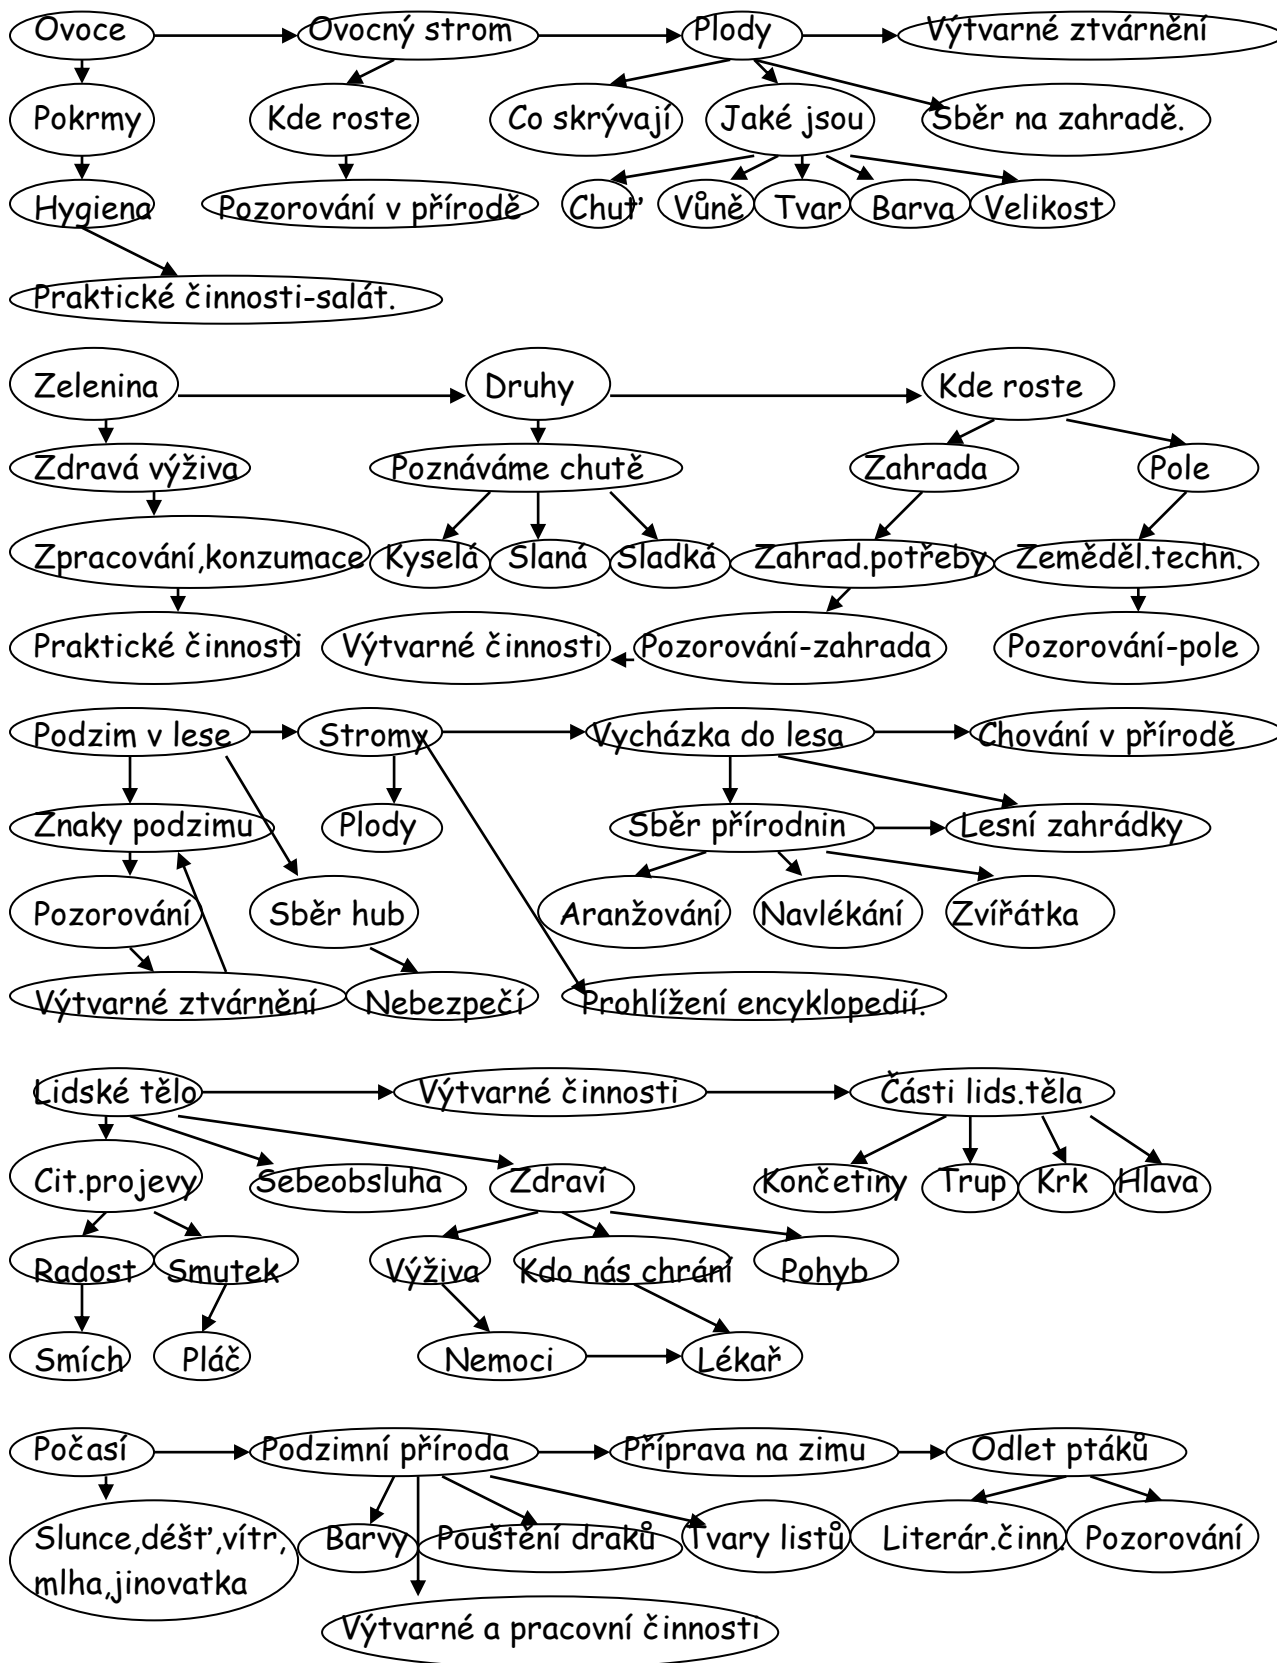 Ovoce
Ovocný strom
Plody
Výtvarné ztvárnění
Pokrmy
Kde roste
Co skrývají
Jaké jsou
Sběr na zahradě.
Hygiena
Pozorování v přírodě
Chuť
Vůně
Tvar
Barva
Velikost
Praktické činnosti-salát.
Zelenina
Druhy
Kde roste
Zdravá výživa
Poznáváme chutě
Zahrada
Pole
Zpracování,konzumace
Kyselá
Slaná
Sladká
Zahrad.potřeby
Zeměděl.techn.
Praktické činnosti
Výtvarné činnosti
Pozorování-zahrada
Pozorování-pole
Podzim v lese
Stromy
Vycházka do lesa
Chování v přírodě
Znaky podzimu
Plody
Sběr přírodnin
Lesní zahrádky
Pozorování
Sběr hub
Aranžování
Navlékání
Zvířátka
Výtvarné ztvárnění
Nebezpečí
Prohlížení encyklopedií.
Lidské tělo
Výtvarné činnosti
Části lids.těla
Cit.projevy
Sebeobsluha
Zdraví
Končetiny
Trup
Krk
Hlava
Radost
Smutek
Výživa
Kdo nás chrání
Pohyb
Smích
Pláč
Nemoci
Lékař
Počasí
Podzimní příroda
Příprava na zimu
Odlet ptáků
Slunce,déšť,vítr,
mlha,jinovatka
Barvy
Pouštění draků
Tvary listů
Literár.činn.
Pozorování
Výtvarné a pracovní činnosti